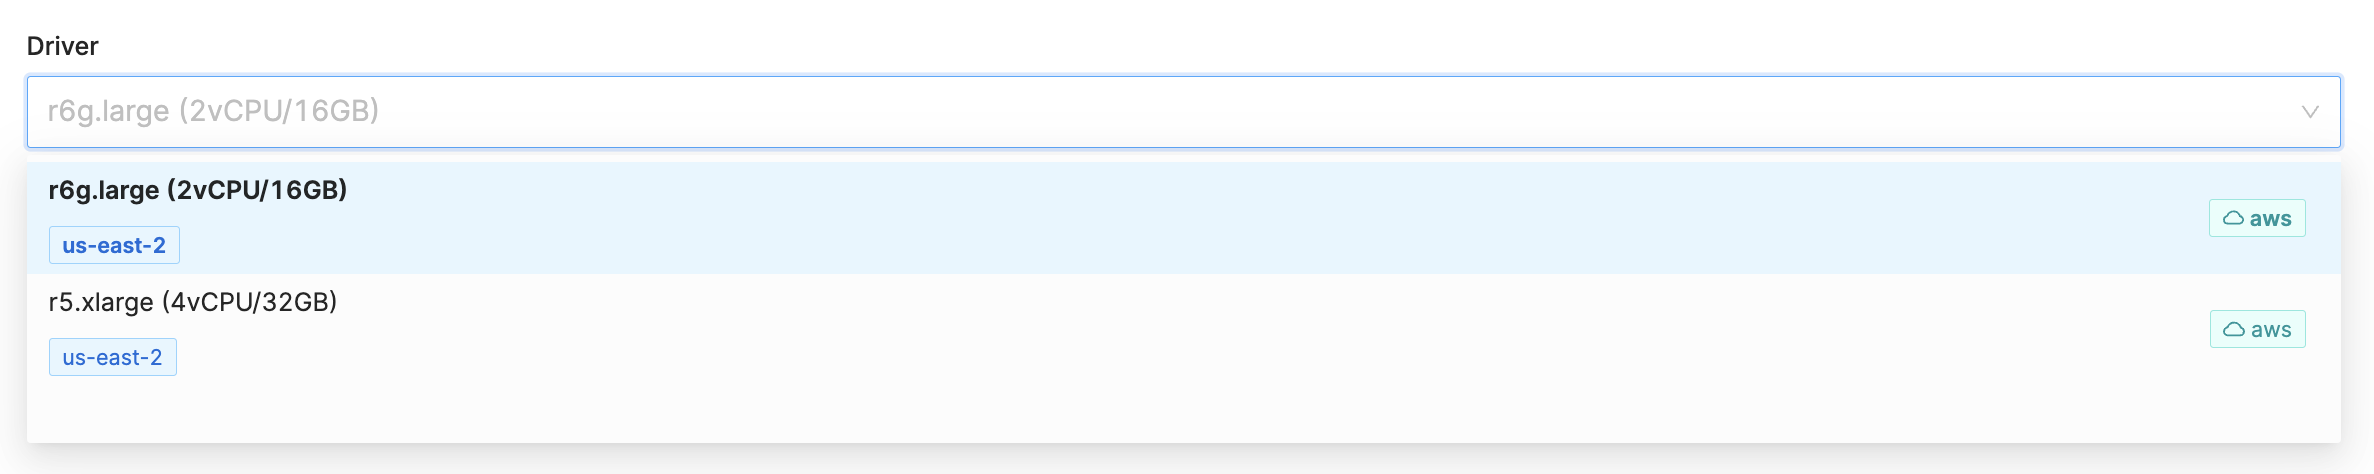 Driver
r6g.large (2vCPU/16GB)
r6g.large (2vCPU/16GB)
us-east-2
aws
r5.xlarge (4vCPU/32GB)
us-east-2
aws